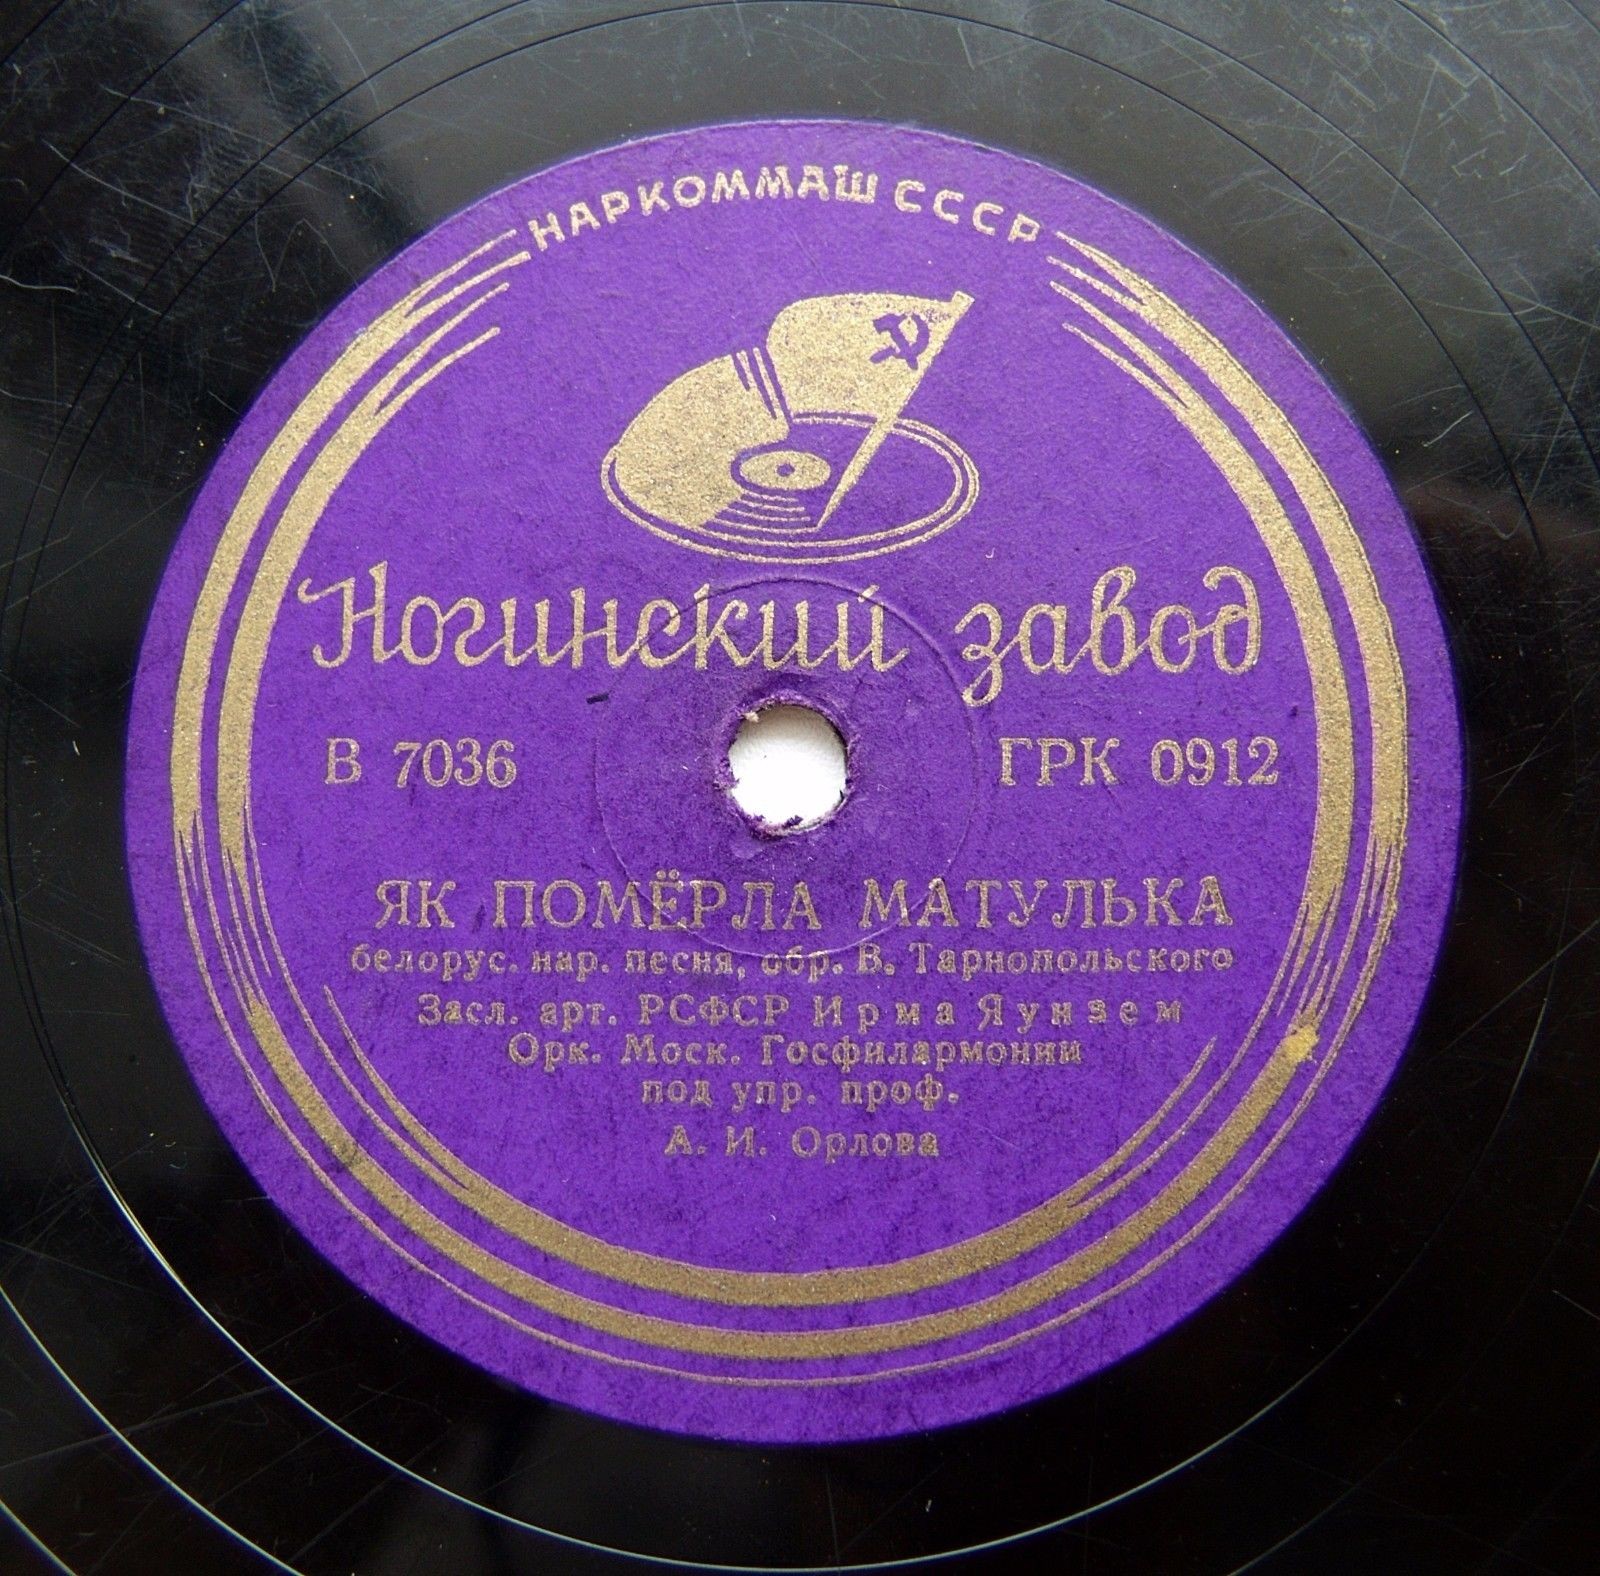 НАРКОММАШ СССР
Ногинский завод
В 7036 ГРК 0912
ЯК ПОМЁРЛА МАТУЛЬКА
белорус. нар. песня, обр. В. Тарнопольского
Засл. арт. РСФСР Ирма Яунзем
Орк. Моск. Госфилармонии
под упр. проф.
А. И. Орлова